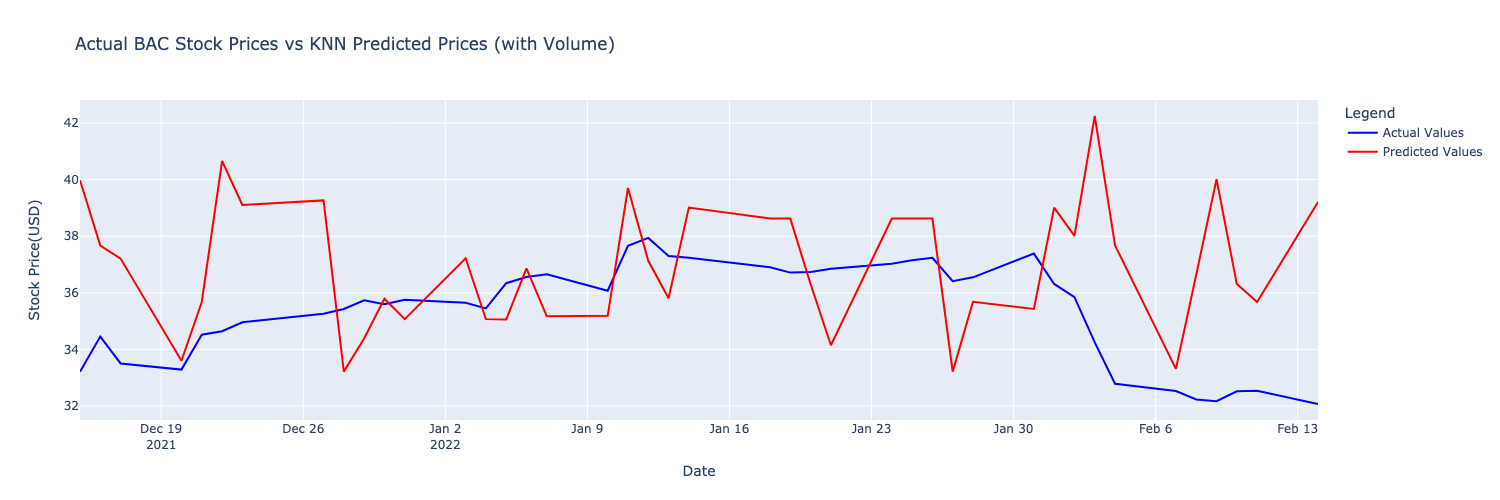 Actual BAC Stock Prices vs KNN Predicted Prices (with Volume)
Legend
Actual Values
Predicted Values
Stock Price(USD)
42
40
38
36
34
32
Dec 19
2021
Dec 26
Jan 2
2022
Jan 9
Jan 16
Jan 23
Jan 30
Feb 6
Feb 13
Date